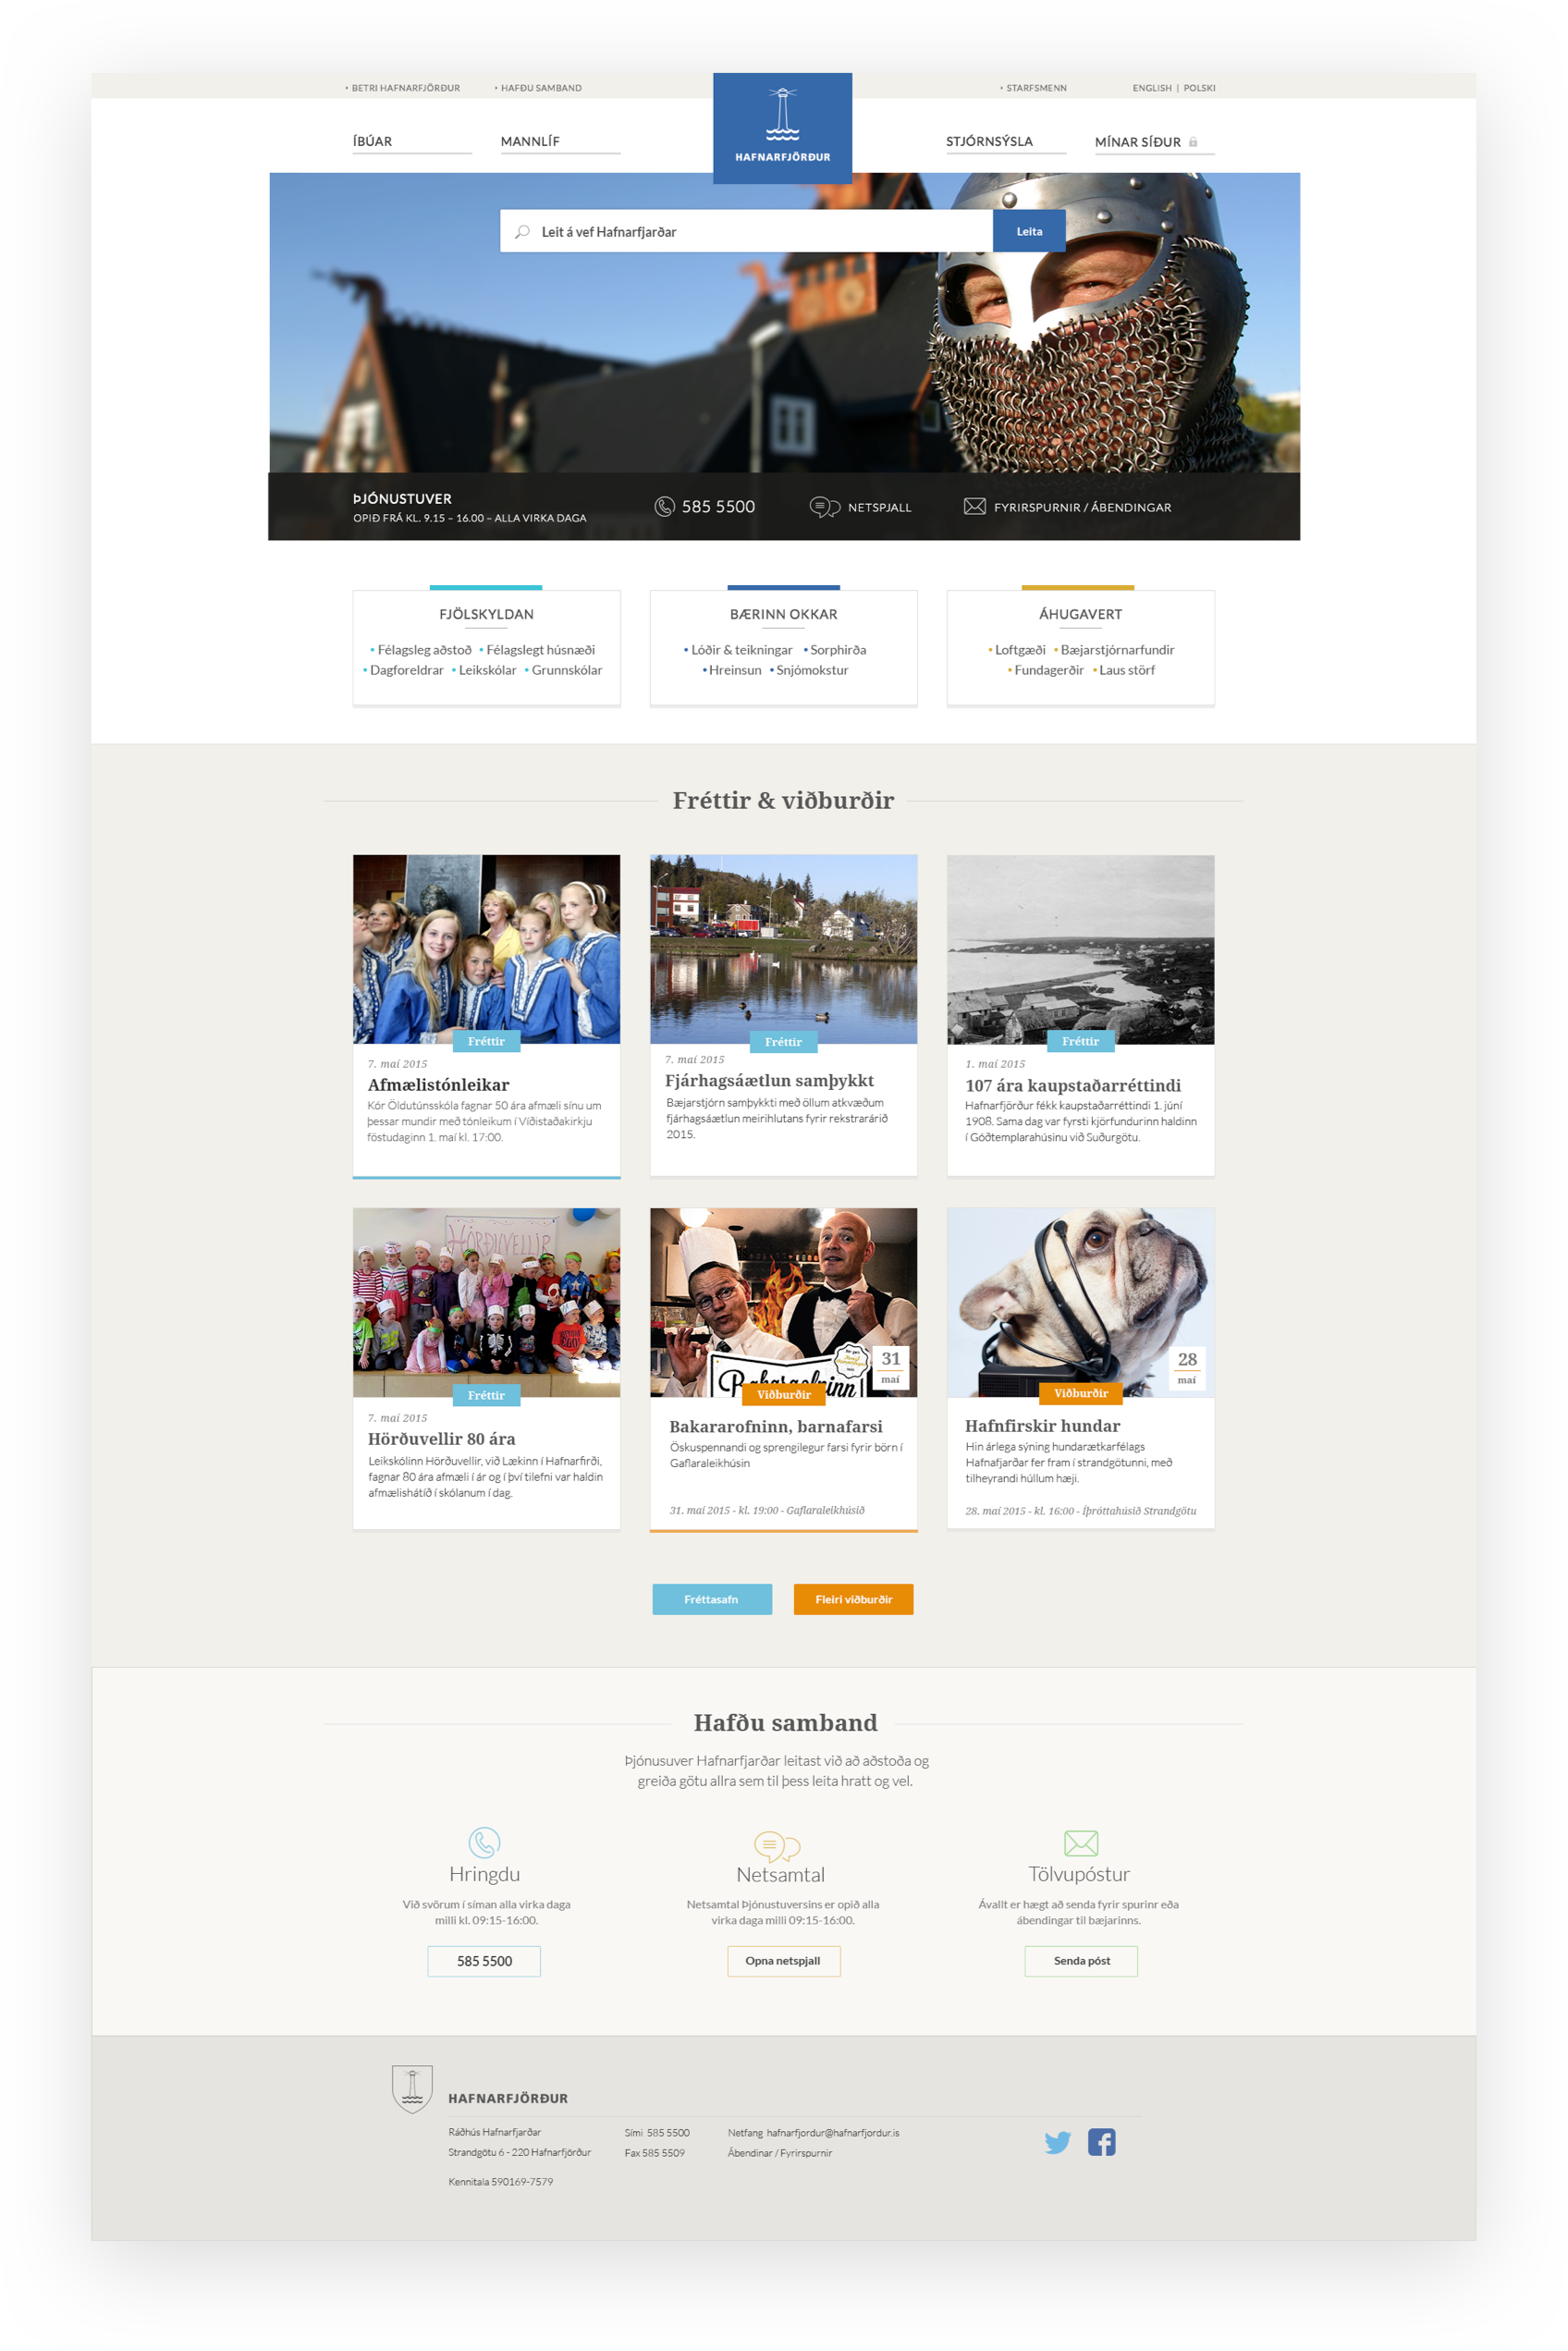 BETRI HAFNARFJÖRÐUR
HAFÐU SAMBAND
STARFSMENN
ENGLISH | POLSKI
ÍBÚAR
MANNLÍF
HAFNARFJÖRÐUR
STJÓRNSÝSLA
MÍNAR SÍÐUR
Leit á vef Hafnarfjarðar
Leita
ÞJÓNUSTUVER
OPIÐ FRÁ KL. 9.15 – 16.00 – ALLA VIRKA DAGA
585 5500
NETSPJALL
FYRIRSPURNIR / ÁBENDINGAR
FJÖLSKYLDAN
• Félagsleg aðstoð • Félagslegt húsnæði
• Dagforeldrar • Leikskólar • Grunnskólar
BÆRINN OKKAR
• Lóðir & teikningar • Sorphirða
• Hreinsun • Snjómokstur
ÁHUGAVERT
• Loftgæði • Bæjarstjórnarfundir
• Fundagerðir • Laus störf
Fréttir & viðburðir
Fréttir
7. maí 2015
Afmælistónleikar
Kór Öldutúnsskóla fagnar 50 ára afmæli sínu um
þessar mundir með tónleikum í Víðistaðakirkju
föstudaginn 1. maí kl. 17:00.
Fréttir
7. maí 2015
Fjárhagsáætlun samþykkt
Bæjarstjórn samþykkti með öllum atkvæðum
fjárhagsáætlun meirihlutans fyrir rekstrarárið
2015.
Fréttir
1. maí 2015
107 ára kaupstaðarréttindi
Hafnarfjörður fékk kaupstaðarréttindi 1. júní
1908. Sama dag var fyrsti kjörfundurinn haldinn
í Góðtemplarahúsinu við Suðurgötu.
HÖRÐUVELLIR
Fréttir
7. maí 2015
Hörðuvellir 80 ára
Leikskólinn Hörðuvellir, við Lækinn í Hafnarfirði,
fagnar 80 ára afmæli í ár og í því tilefni var haldin
afmælishátíð í skólanum í dag.
Bakaraofninn
31
maí
Viðburðir
Bakararofninn, barnafarsi
Öskuspennandi og sprengilegur farsi fyrir börn í
Gaflaraleikhúsin
31. maí 2015 - kl. 19:00 - Gaflaraleikhúsið
28
maí
Viðburðir
Hafnfirskir hundar
Hin árlega sýning hundarætkarfélags
Hafnafjarðar fer fram í strandgötunni, með
tilheyrandi húllum hæji.
28. maí 2015 - kl. 16:00 - Íþróttahúsið Strandgötu
Fréttasafn
Fleiri viðburðir
Hafðu samband
Þjónusuver Hafnarfjarðar leitast við að aðstoða og
greiða götu allra sem til þess leita hratt og vel.
Hringdu
Við svörum í síman alla virka daga
milli kl. 09:15-16:00.
585 5500
Netsamtal
Netsamtal Þjónustuversins er opið alla
virka daga milli 09:15-16:00.
Opna netspjall
Tölvupóstur
Ávallt er hægt að senda fyrir spurinr eða
ábendingar til bæjarinns.
Senda póst
HAFNARFJÖRÐUR
Ráðhús Hafnarfjarðar
Strandgötu 6 - 220 Hafnarfjörður
Kennitala 590169-7579
Sími 585 5500
Fax 585 5509
Netfang hafnarfjordur@hafnarfjordur.is
Ábendinar / Fyrirspurnir